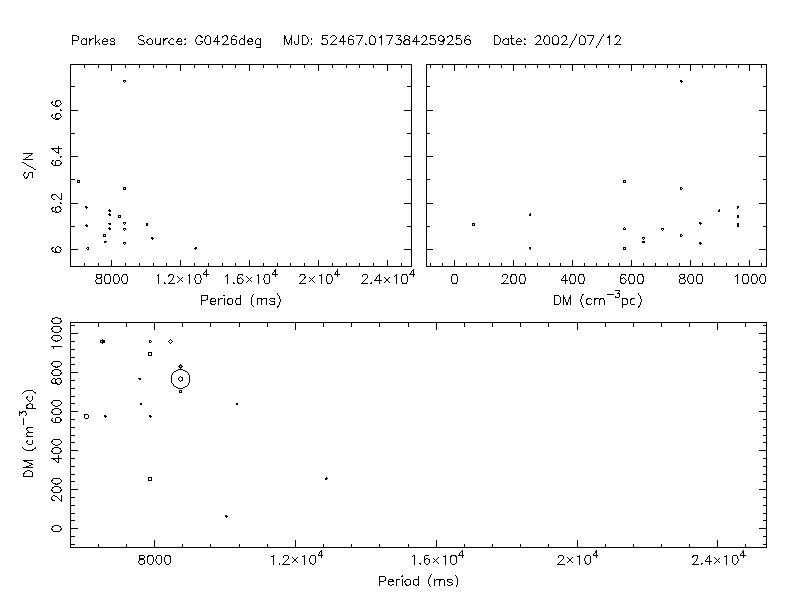 Parkes Source: G0426deg MJD: 52467.017384259256 Date: 2002/07/12
S/N
6.6
6.4
6.2
6
8000 1.2×10⁴ 1.6×10⁴ 2×10⁴ 2.4×10⁴
Period (ms)
0 200 400 600 800 1000
DM (cm⁻³pc)
DM (cm⁻³pc)
1000
800
600
400
200
0
8000 1.2×10⁴ 1.6×10⁴ 2×10⁴ 2.4×10⁴
Period (ms)